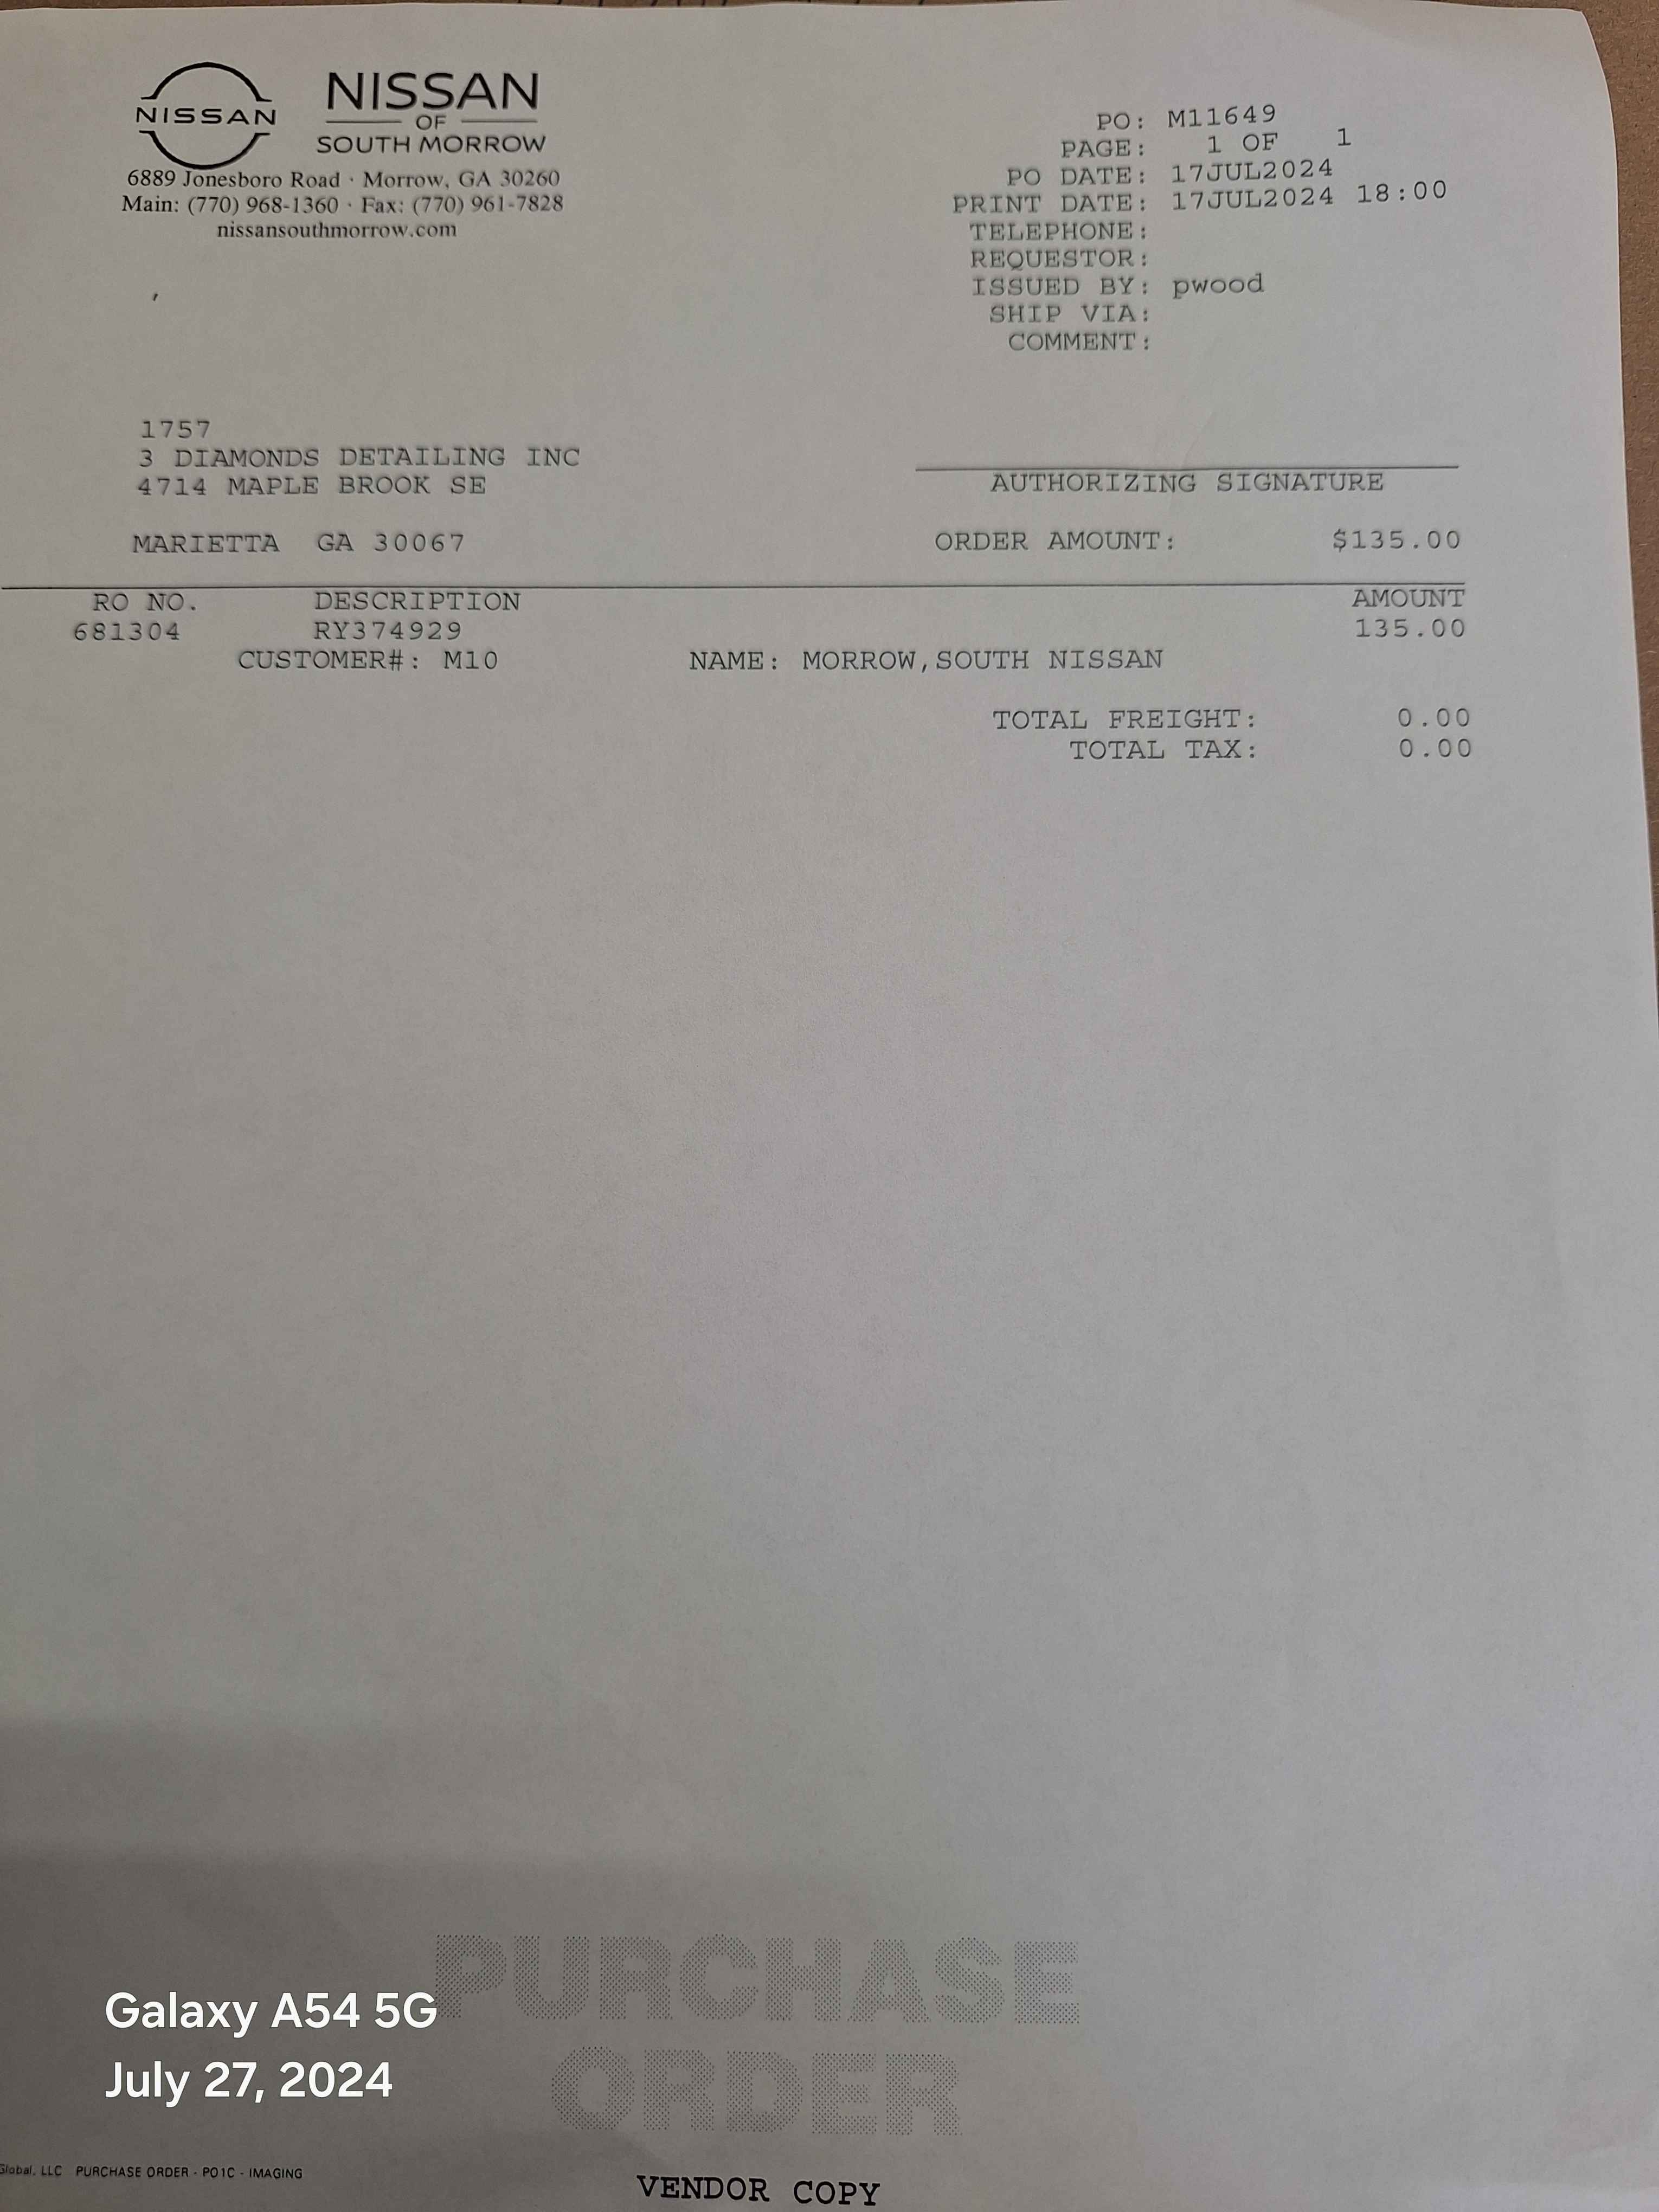 NISSAN
NISSAN
OF
SOUTH MORROW
6889 Jonesboro Road · Morrow, GA 30260
Main: (770) 968-1360 · Fax: (770) 961-7828
nissansouthmorrow.com
PO: M11649
PAGE: 1 OF 1
PO DATE: 17JUL2024
PRINT DATE: 17JUL2024 18:00
TELEPHONE:
REQUESTOR:
ISSUED BY: pwood
SHIP VIA:
COMMENT:
1757
3 DIAMONDS DETAILING INC
4714 MAPLE BROOK SE
MARIETTA GA 30067
AUTHORIZING SIGNATURE
ORDER AMOUNT: $135.00
RO NO. DESCRIPTION AMOUNT
681304 RY374929 135.00
CUSTOMER#: M10 NAME: MORROW,SOUTH NISSAN
TOTAL FREIGHT: 0.00
TOTAL TAX: 0.00
PURCHASE
ORDER
Galaxy A54 5G
July 27, 2024
Global, LLC PURCHASE ORDER - PO1C - IMAGING
VENDOR COPY